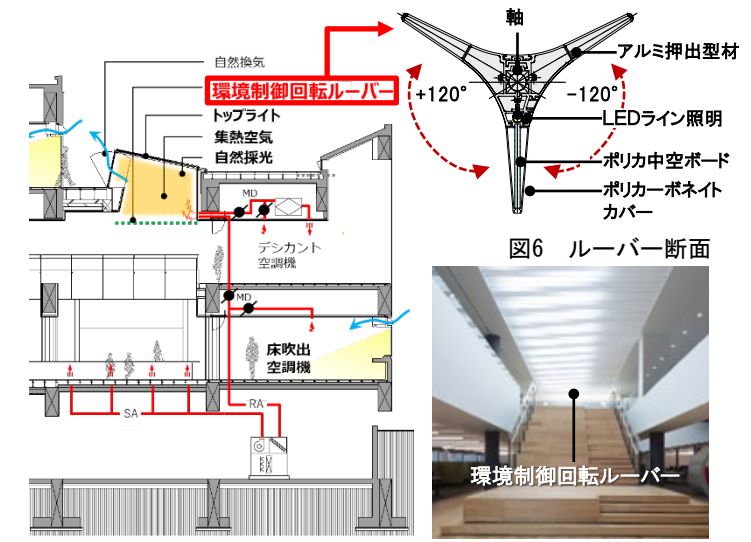 自然換気
環境制御回転ルーバー
トップライト
集熱空気
自然採光
MD
デシカント
空調機
MD
床吹出
空調機
SA
RA
軸
アルミ押出型材
+120°
-120°
LEDライン照明
ポリカ中空ボード
ポリカーボネイト
カバー
図6 ルーバー断面
環境制御回転ルーバー